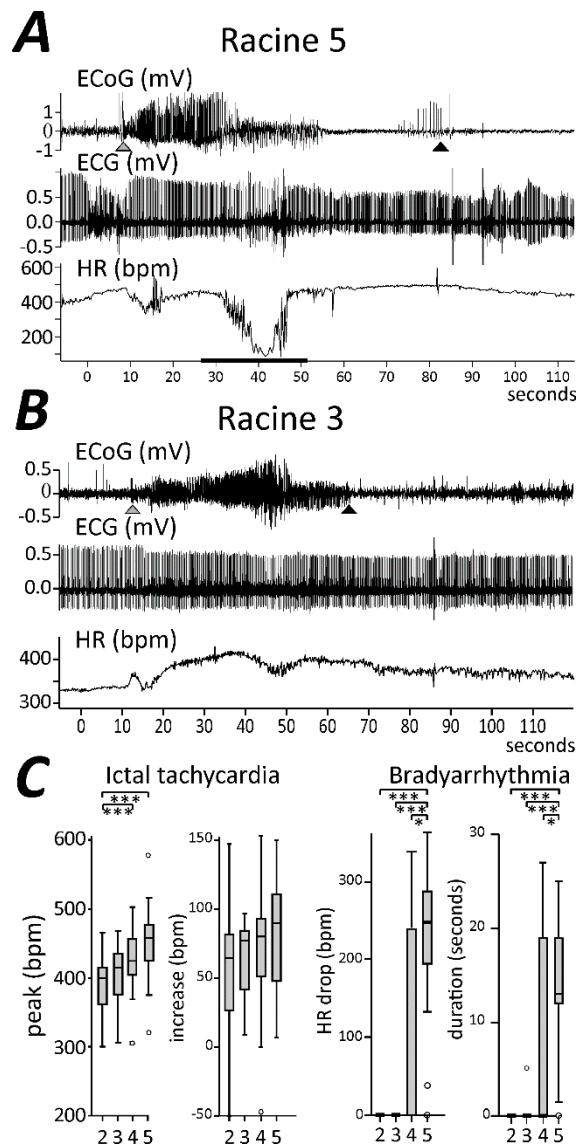 A
Racine 5
ECoG (mV)
1
0
-1
ECG (mV)
0.5
0.0
-0.5
HR (bpm)
600
400
200
0 10 20 30 40 50 60 70 80 90 100 110
seconds
B
Racine 3
ECoG (mV)
0.5
0
-0.5
ECG (mV)
0.5
0.0
HR (bpm)
400
300
0 10 20 30 40 50 60 70 80 90 100 110
seconds
C
Ictal tachycardia
Bradyarrhythmia
*** *** *
*** *** *
***
***
600
500
400
300
200
peak (bpm)
2 3 4 5
150
100
50
0
-50
increase (bpm)
2 3 4 5
300
200
100
0
HR drop (bpm)
2 3 4 5
30
20
10
0
duration (seconds)
2 3 4 5